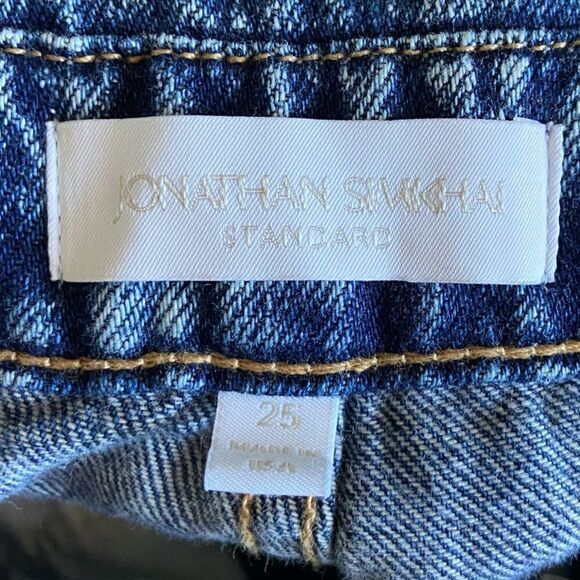 JONATHAN SIMKHAI
STANDARD
25
MADE IN
USA